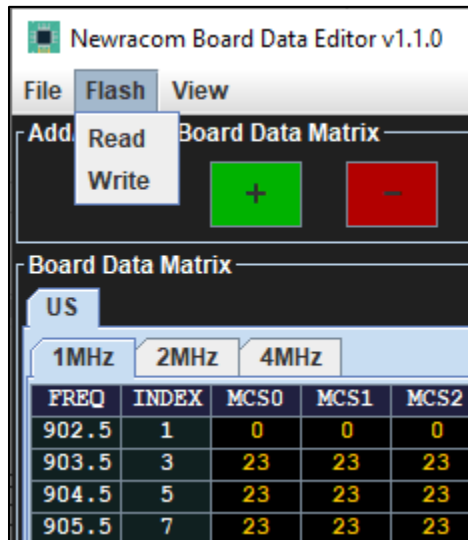 Newracom Board Data Editor v1.1.0
File Flash View
Add/ Board Data Matrix
Read
Write
+ -
Board Data Matrix
US
1MHz 2MHz 4MHz
FREQ INDEX MCS0 MCS1 MCS2
902.5 1 0 0 0
903.5 3 23 23 23
904.5 5 23 23 23
905.5 7 23 23 23